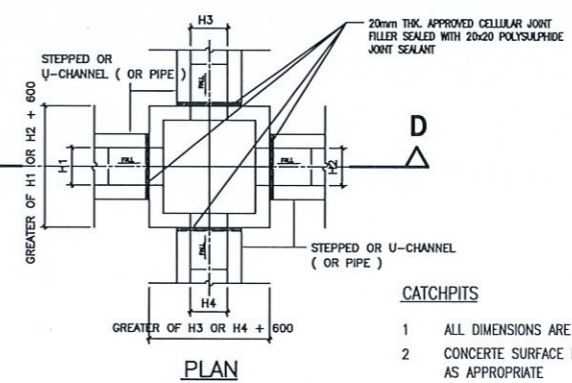 H3
20mm THK. APPROVED CELLULAR JOINT
FILLER SEALED WITH 20x20 POLYSULPHIDE
JOINT SEALANT
STEPPED OR
U-CHANNEL ( OR PIPE )
FALL
D
GREATER OF H1 OR H2 + 600
H1
FALL
FALL
H2
FALL
STEPPED OR U-CHANNEL
( OR PIPE )
H4
GREATER OF H3 OR H4 + 600
PLAN
CATCHPITS
1 ALL DIMENSIONS ARE
2 CONCERTE SURFACE
AS APPROPRIATE